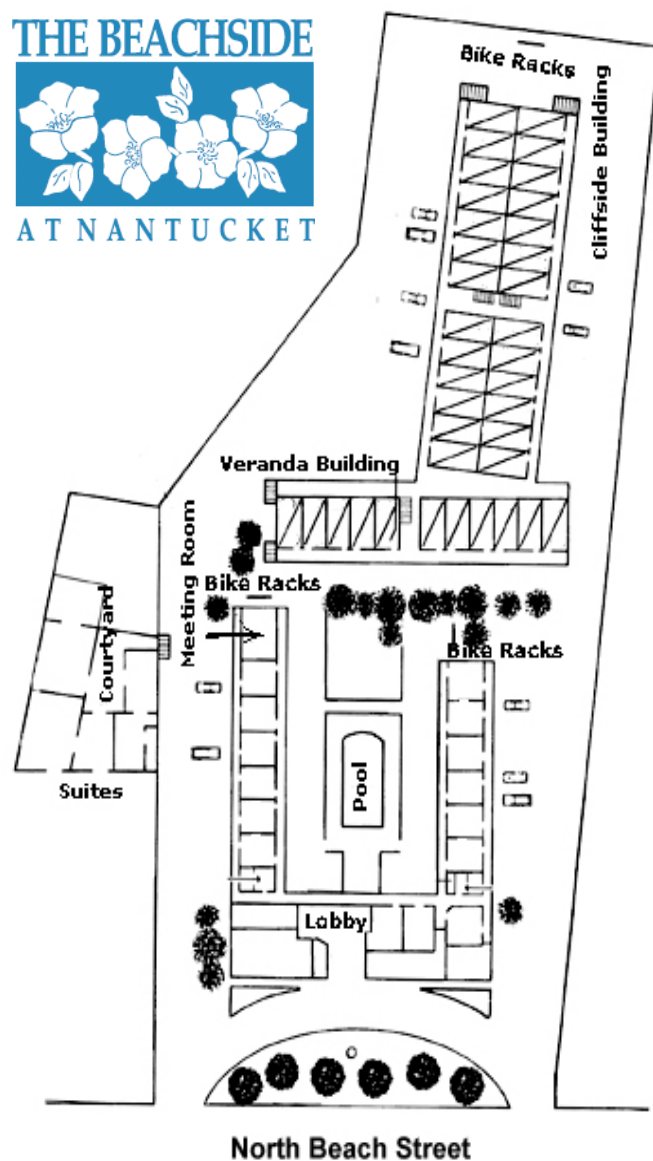 THE BEACHSIDE
AT NANTUCKET
Bike Racks
Cliffside Building
Veranda Building
Meeting Room
Bike Racks
Bike Racks
Courtyard
Suites
Pool
Lobby
North Beach Street